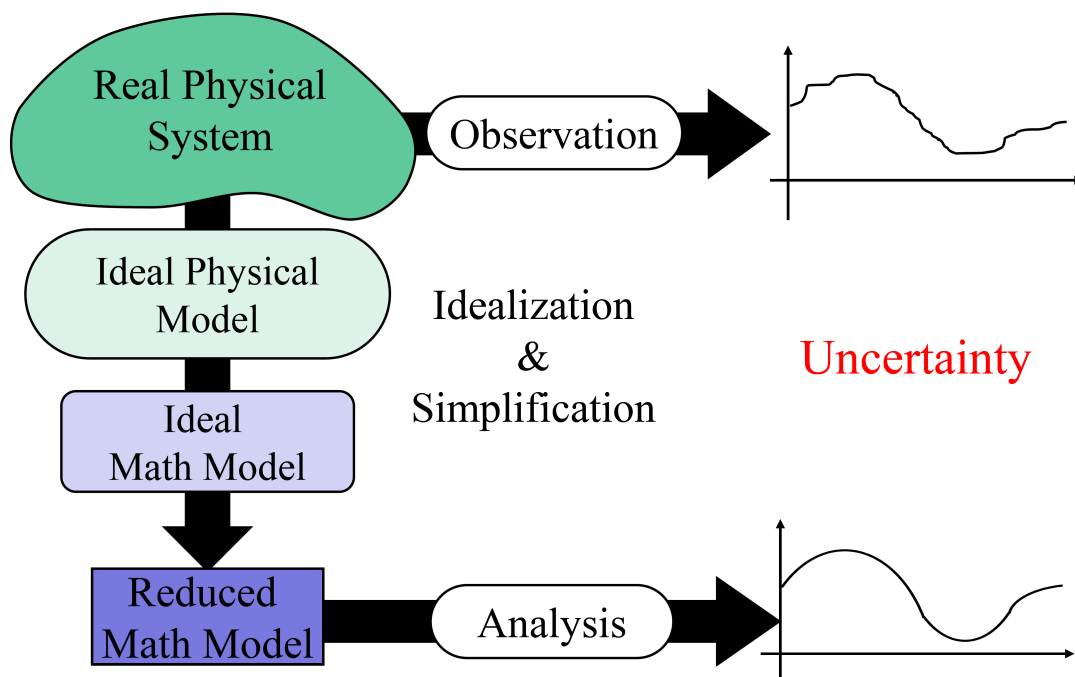 Real Physical
System
Observation
Ideal Physical
Model
Idealization
&
Simplification
Uncertainty
Ideal
Math Model
Reduced
Math Model
Analysis